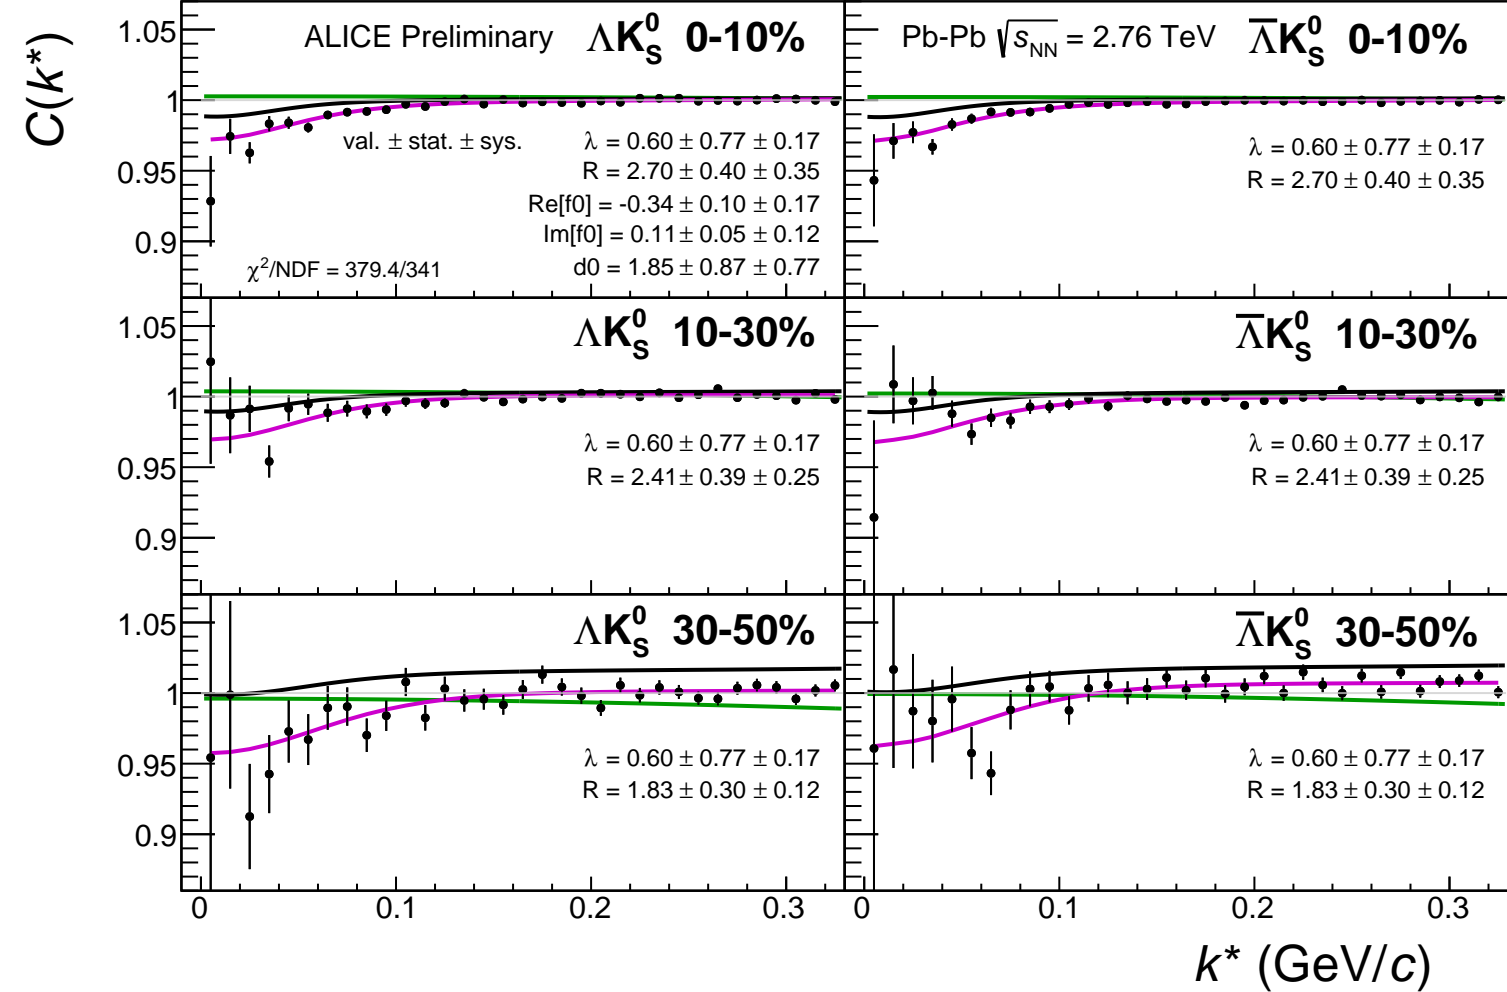 C(k*)
ALICE Preliminary ΛK⁰S 0-10%
1.05
1
0.95
0.9
val. ± stat. ± sys.
λ = 0.60 ± 0.77 ± 0.17
R = 2.70 ± 0.40 ± 0.35
Re[f0] = -0.34 ± 0.10 ± 0.17
Im[f0] = 0.11 ± 0.05 ± 0.12
χ²/NDF = 379.4/341
d0 = 1.85 ± 0.87 ± 0.77
Pb-Pb √sNN = 2.76 TeV Λ̅K⁰S 0-10%
λ = 0.60 ± 0.77 ± 0.17
R = 2.70 ± 0.40 ± 0.35
ΛK⁰S 10-30%
1.05
1
0.95
0.9
λ = 0.60 ± 0.77 ± 0.17
R = 2.41 ± 0.39 ± 0.25
Λ̅K⁰S 10-30%
λ = 0.60 ± 0.77 ± 0.17
R = 2.41 ± 0.39 ± 0.25
ΛK⁰S 30-50%
1.05
1
0.95
0.9
λ = 0.60 ± 0.77 ± 0.17
R = 1.83 ± 0.30 ± 0.12
Λ̅K⁰S 30-50%
λ = 0.60 ± 0.77 ± 0.17
R = 1.83 ± 0.30 ± 0.12
0 0.1 0.2 0.3
0 0.1 0.2 0.3
k* (GeV/c)